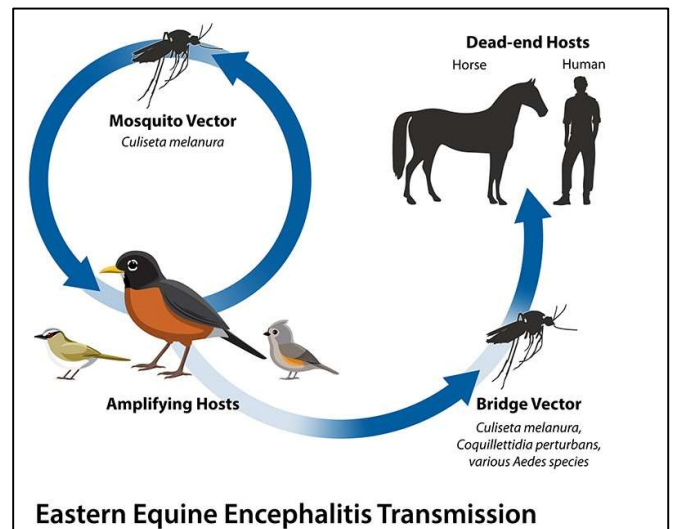 Mosquito Vector
Culiseta melanura
Dead-end Hosts
Horse
Human
Amplifying Hosts
Bridge Vector
Culiseta melanura,
Coquillettidia perturbans,
various Aedes species
Eastern Equine Encephalitis Transmission